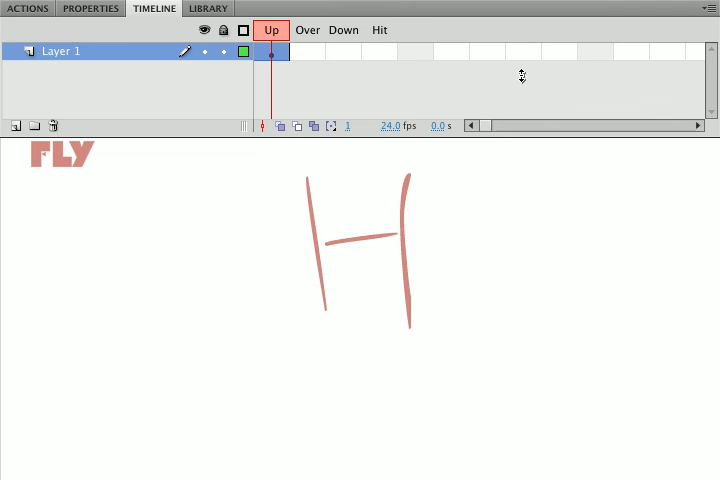 ACTIONS PROPERTIES TIMELINE LIBRARY
Up Over Down Hit
Layer 1
1 24.0 fps 0.0 s
FLY
H